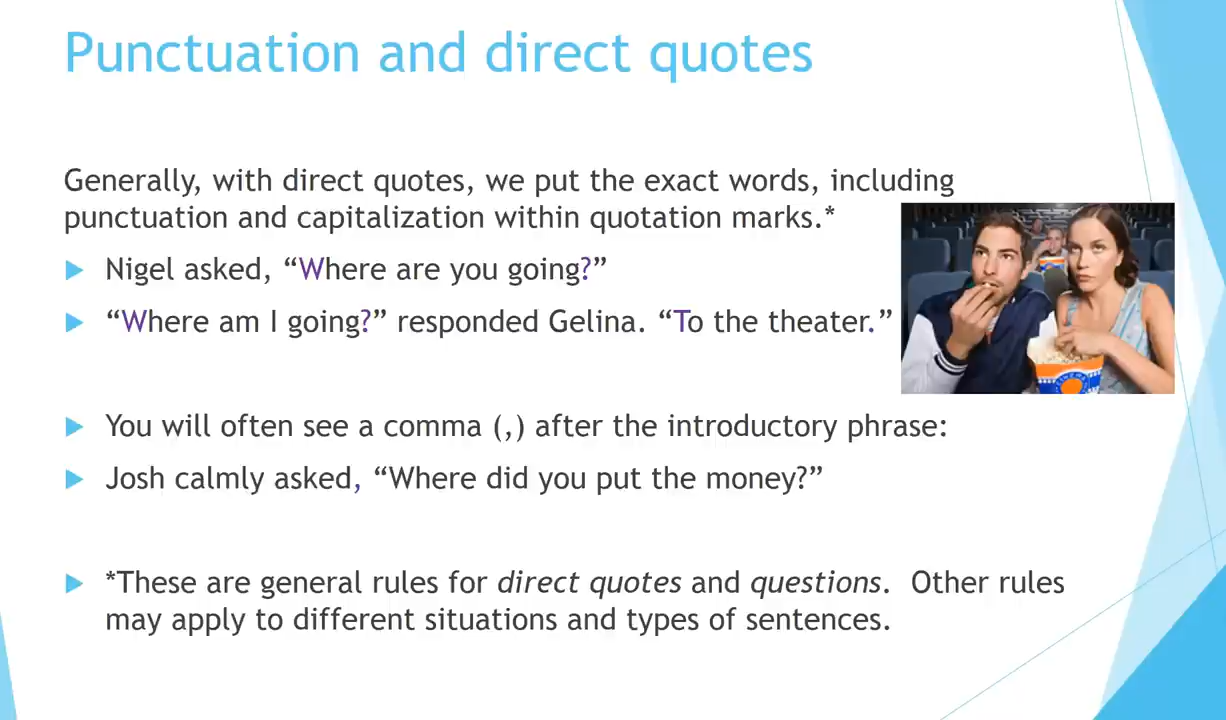 Punctuation and direct quotes
Generally, with direct quotes, we put the exact words, including
punctuation and capitalization within quotation marks.*
Nigel asked, “Where are you going?”
“Where am I going?” responded Gelina. “To the theater.”
You will often see a comma (,) after the introductory phrase:
Josh calmly asked, “Where did you put the money?”
*These are general rules for direct quotes and questions.  Other rules
may apply to different situations and types of sentences.